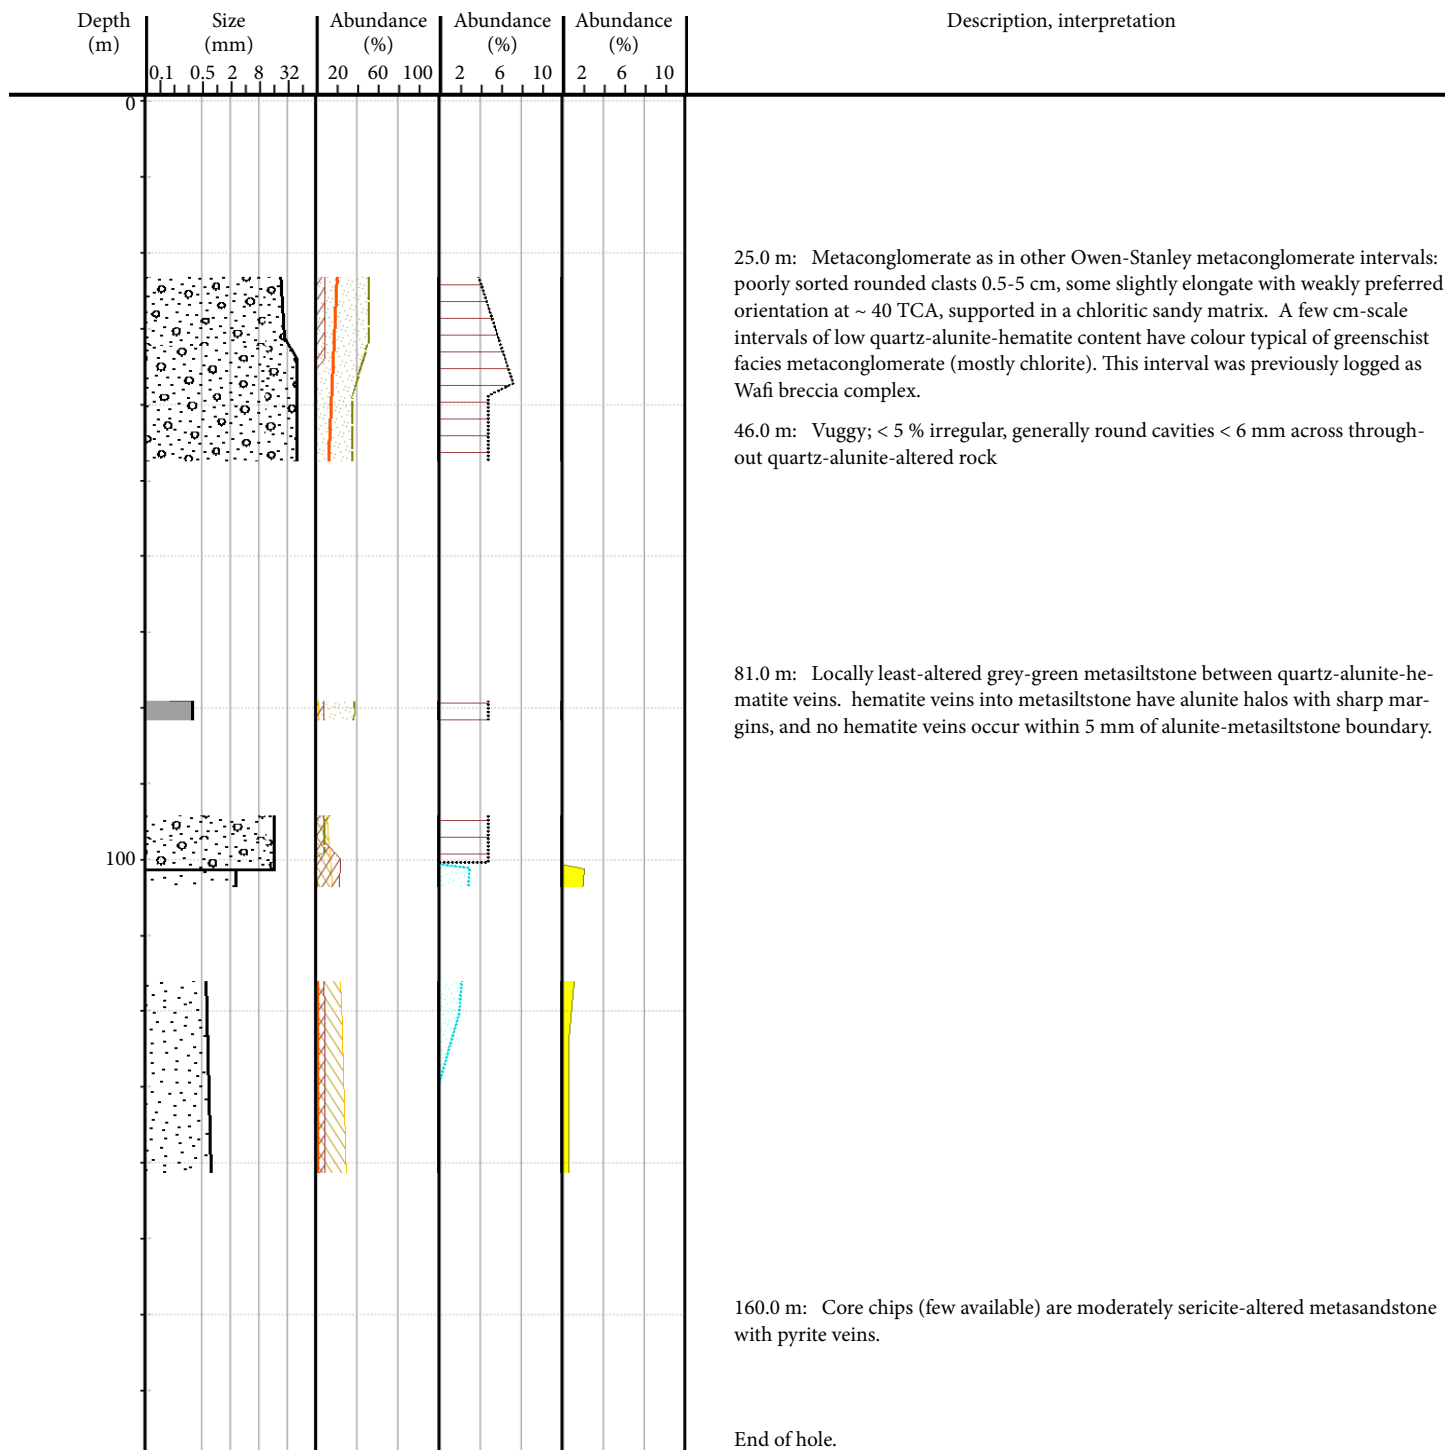 Depth Size Abundance Abundance Abundance Description, interpretation
(m) (mm) (%) (%) (%)
0.1 0.5 2 8 32 20 60 100 2 6 10 2 6 10
0
25.0 m: Metaconglomerate as in other Owen-Stanley metaconglomerate intervals:
poorly sorted rounded clasts 0.5-5 cm, some slightly elongate with weakly preferred
orientation at ~ 40 TCA, supported in a chloritic sandy matrix. A few cm-scale
intervals of low quartz-alunite-hematite content have colour typical of greenschist
facies metaconglomerate (mostly chlorite). This interval was previously logged as
Wafi breccia complex.
46.0 m: Vuggy; < 5 % irregular, generally round cavities < 6 mm across through-
out quartz-alunite-altered rock
81.0 m: Locally least-altered grey-green metasiltstone between quartz-alunite-he-
matite veins. hematite veins into metasiltstone have alunite halos with sharp mar-
gins, and no hematite veins occur within 5 mm of alunite-metasiltstone boundary.
100
160.0 m: Core chips (few available) are moderately sericite-altered metasandstone
with pyrite veins.
End of hole.